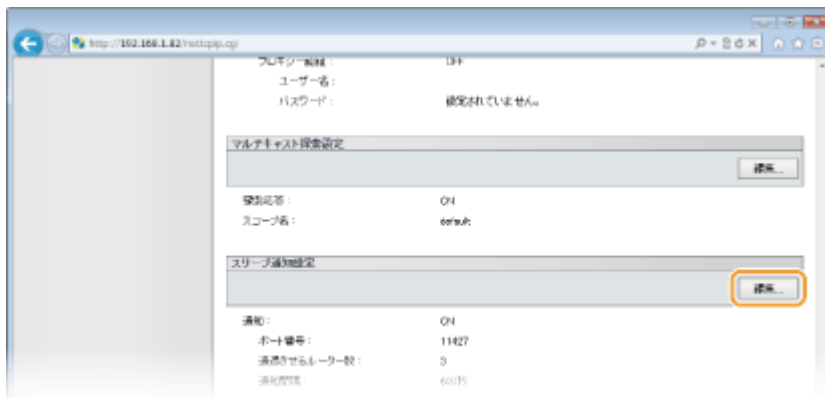 http://192.168.1.82/nettcpip.cgi
プロキシー認証： OFF
ユーザー名：
パスワード： 設定されていません。
マルチキャスト探索設定
編集...
探索応答： ON
スコープ名： default
スリープ通知設定
編集...
通知： ON
ポート番号： 11427
通過させるルーター数： 3
通知間隔： 600秒